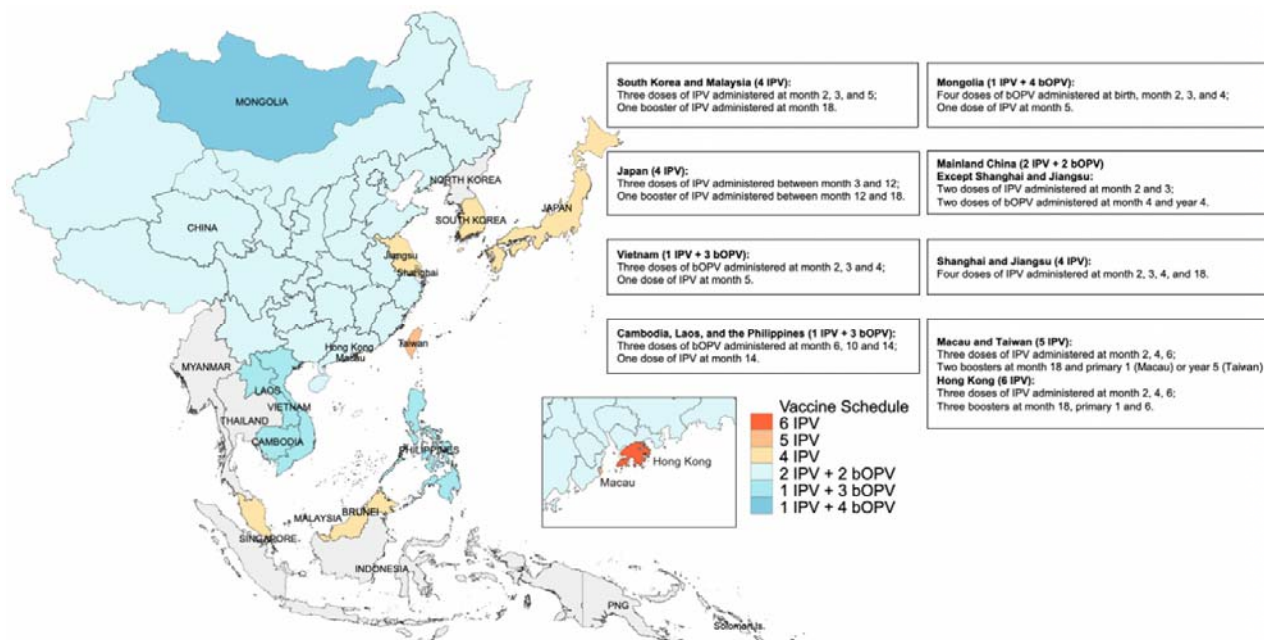 MONGOLIA
NORTH KOREA
SOUTH KOREA
JAPAN
CHINA
Jiangsu
Shanghai
Hong Kong
Macau
Taiwan
MYANMAR
LAOS
VIETNAM
THAILAND
CAMBODIA
PHILIPPINES
MALAYSIA
BRUNEI
SINGAPORE
INDONESIA
PNG
Solomon Is.
South Korea and Malaysia (4 IPV):
Three doses of IPV administered at month 2, 3, and 5;
One booster of IPV administered at month 18.
Mongolia (1 IPV + 4 bOPV):
Four doses of bOPV administered at birth, month 2, 3, and 4;
One dose of IPV at month 5.
Japan (4 IPV):
Three doses of IPV administered between month 3 and 12;
One booster of IPV administered between month 12 and 18.
Mainland China (2 IPV + 2 bOPV)
Except Shanghai and Jiangsu:
Two doses of IPV administered at month 2 and 3;
Two doses of bOPV administered at month 4 and year 4.
Vietnam (1 IPV + 3 bOPV):
Three doses of bOPV administered at month 2, 3 and 4;
One dose of IPV at month 5.
Shanghai and Jiangsu (4 IPV):
Four doses of IPV administered at month 2, 3, 4, and 18.
Cambodia, Laos, and the Philippines (1 IPV + 3 bOPV):
Three doses of bOPV administered at month 6, 10 and 14;
One dose of IPV at month 14.
Macau and Taiwan (5 IPV):
Three doses of IPV administered at month 2, 4, 6;
Two boosters at month 18 and primary 1 (Macau) or year 5 (Taiwan)
Hong Kong (6 IPV):
Three doses of IPV administered at month 2, 4, 6;
Three boosters at month 18, primary 1 and 6.
Hong Kong
Macau
Vaccine Schedule
6 IPV
5 IPV
4 IPV
2 IPV + 2 bOPV
1 IPV + 3 bOPV
1 IPV + 4 bOPV